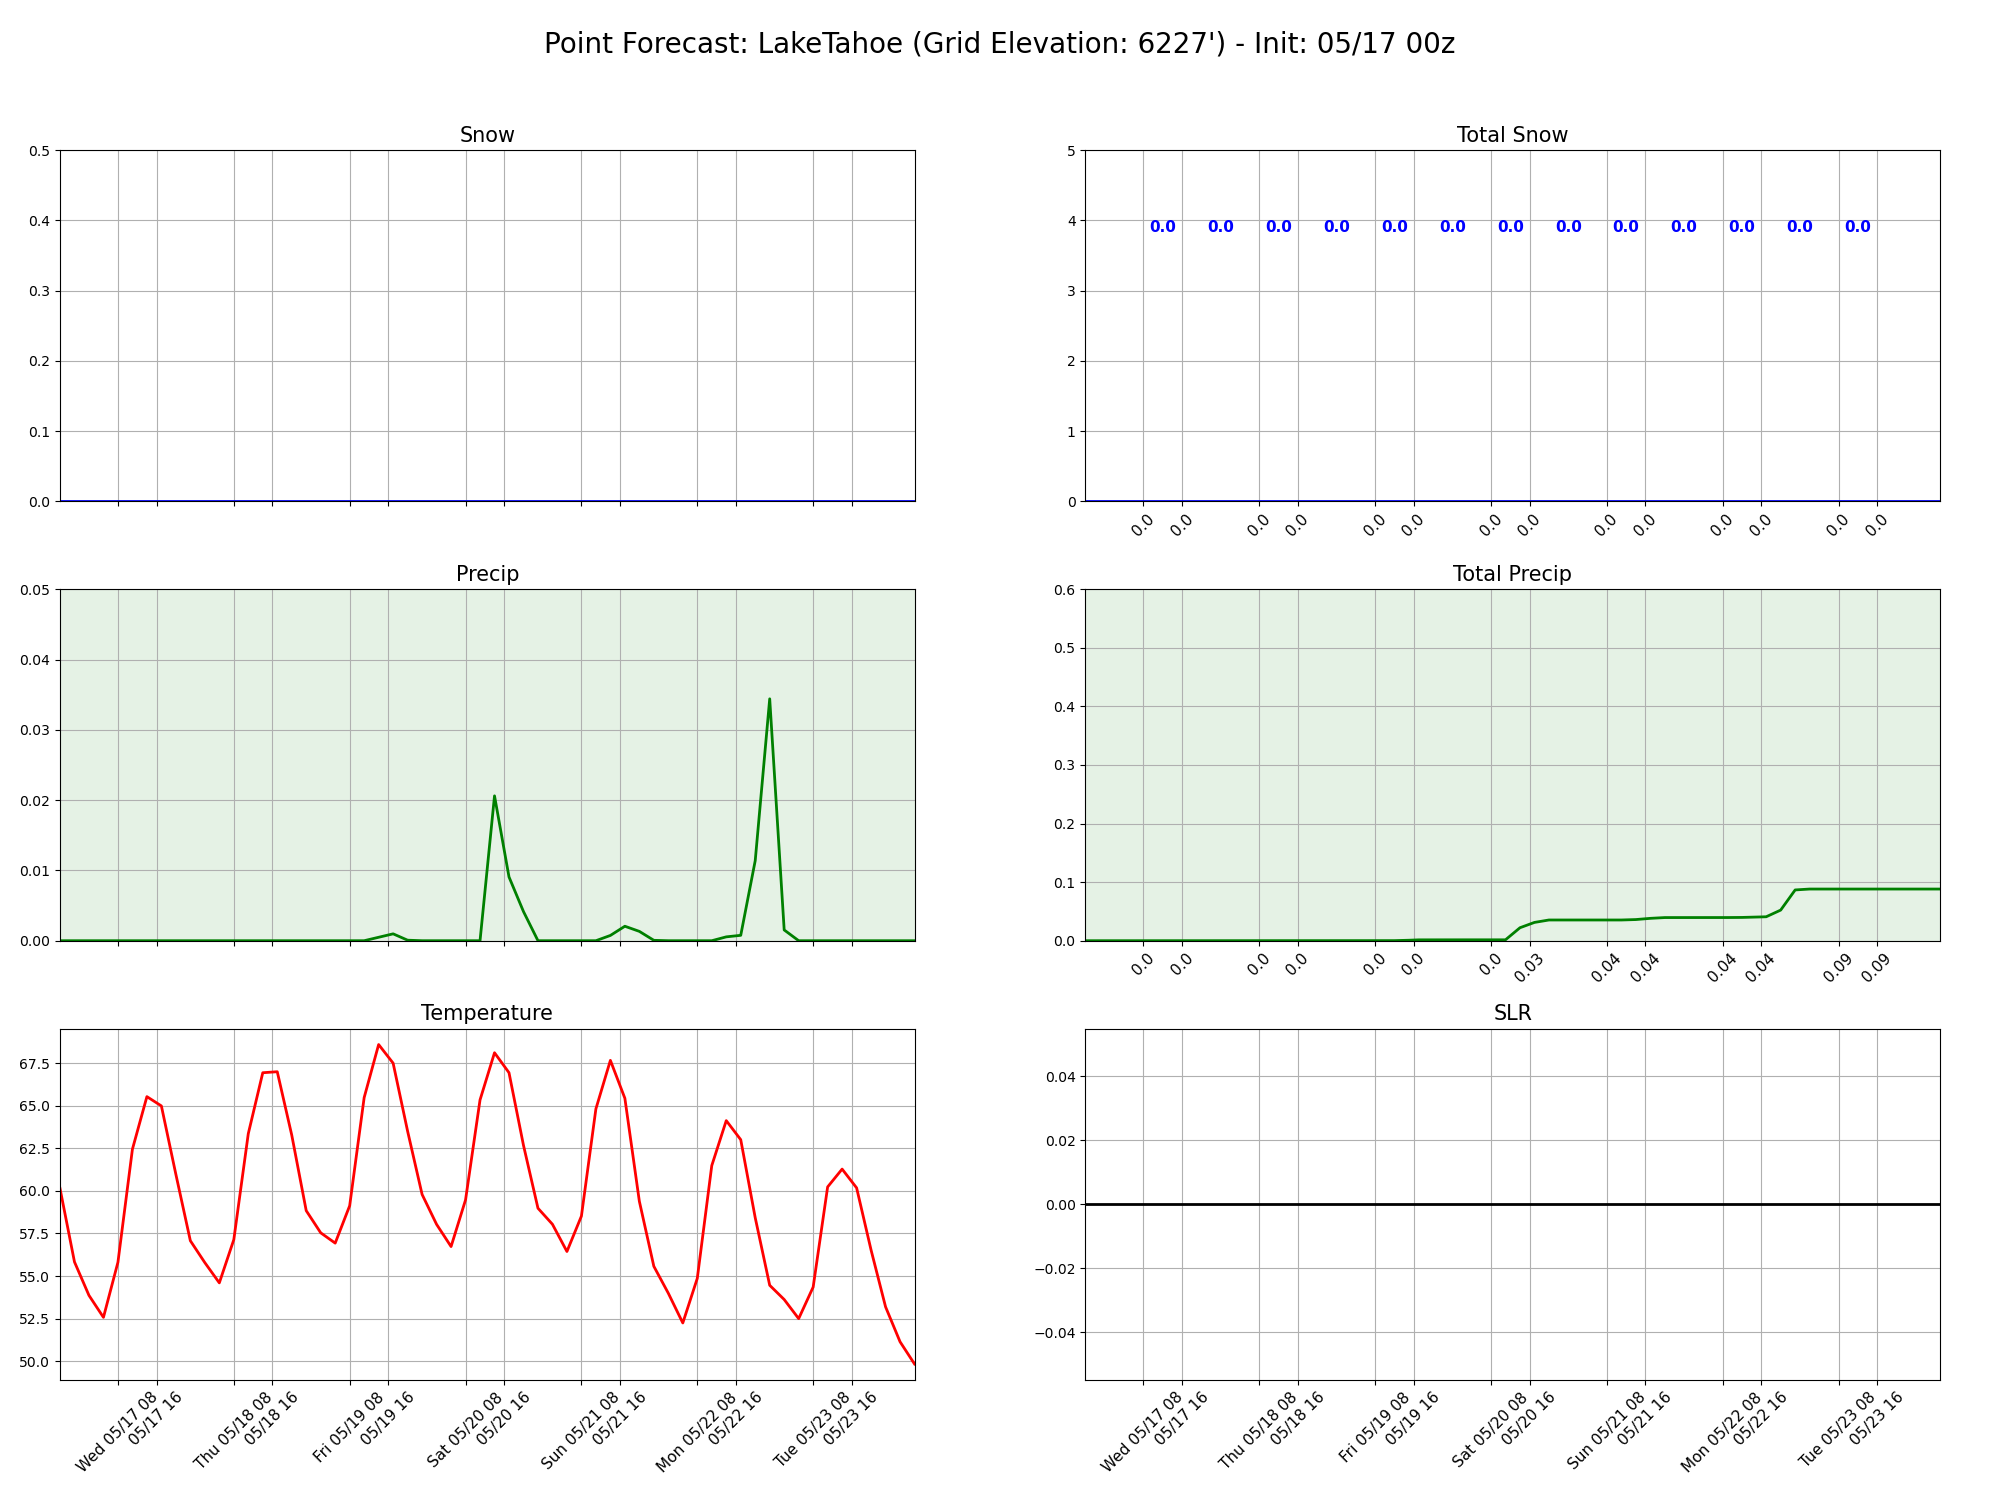 Point Forecast: LakeTahoe (Grid Elevation: 6227') - Init: 05/17 00z
Snow
0.5
0.4
0.3
0.2
0.1
0.0
Total Snow
5
4
3
2
1
0
0.0 0.0 0.0 0.0 0.0 0.0 0.0 0.0 0.0 0.0 0.0 0.0 0.0
0.0 0.0 0.0 0.0 0.0 0.0 0.0 0.0 0.0 0.0 0.0 0.0 0.0 0.0
Precip
0.05
0.04
0.03
0.02
0.01
0.00
Total Precip
0.6
0.5
0.4
0.3
0.2
0.1
0.0
0.0 0.0 0.0 0.0 0.0 0.0 0.0 0.03 0.04 0.04 0.04 0.04 0.09 0.09
Temperature
67.5
65.0
62.5
60.0
57.5
55.0
52.5
50.0
Wed 05/17 08
05/17 16
Thu 05/18 08
05/18 16
Fri 05/19 08
05/19 16
Sat 05/20 08
05/20 16
Sun 05/21 08
05/21 16
Mon 05/22 08
05/22 16
Tue 05/23 08
05/23 16
SLR
0.04
0.02
0.00
−0.02
−0.04
Wed 05/17 08
05/17 16
Thu 05/18 08
05/18 16
Fri 05/19 08
05/19 16
Sat 05/20 08
05/20 16
Sun 05/21 08
05/21 16
Mon 05/22 08
05/22 16
Tue 05/23 08
05/23 16